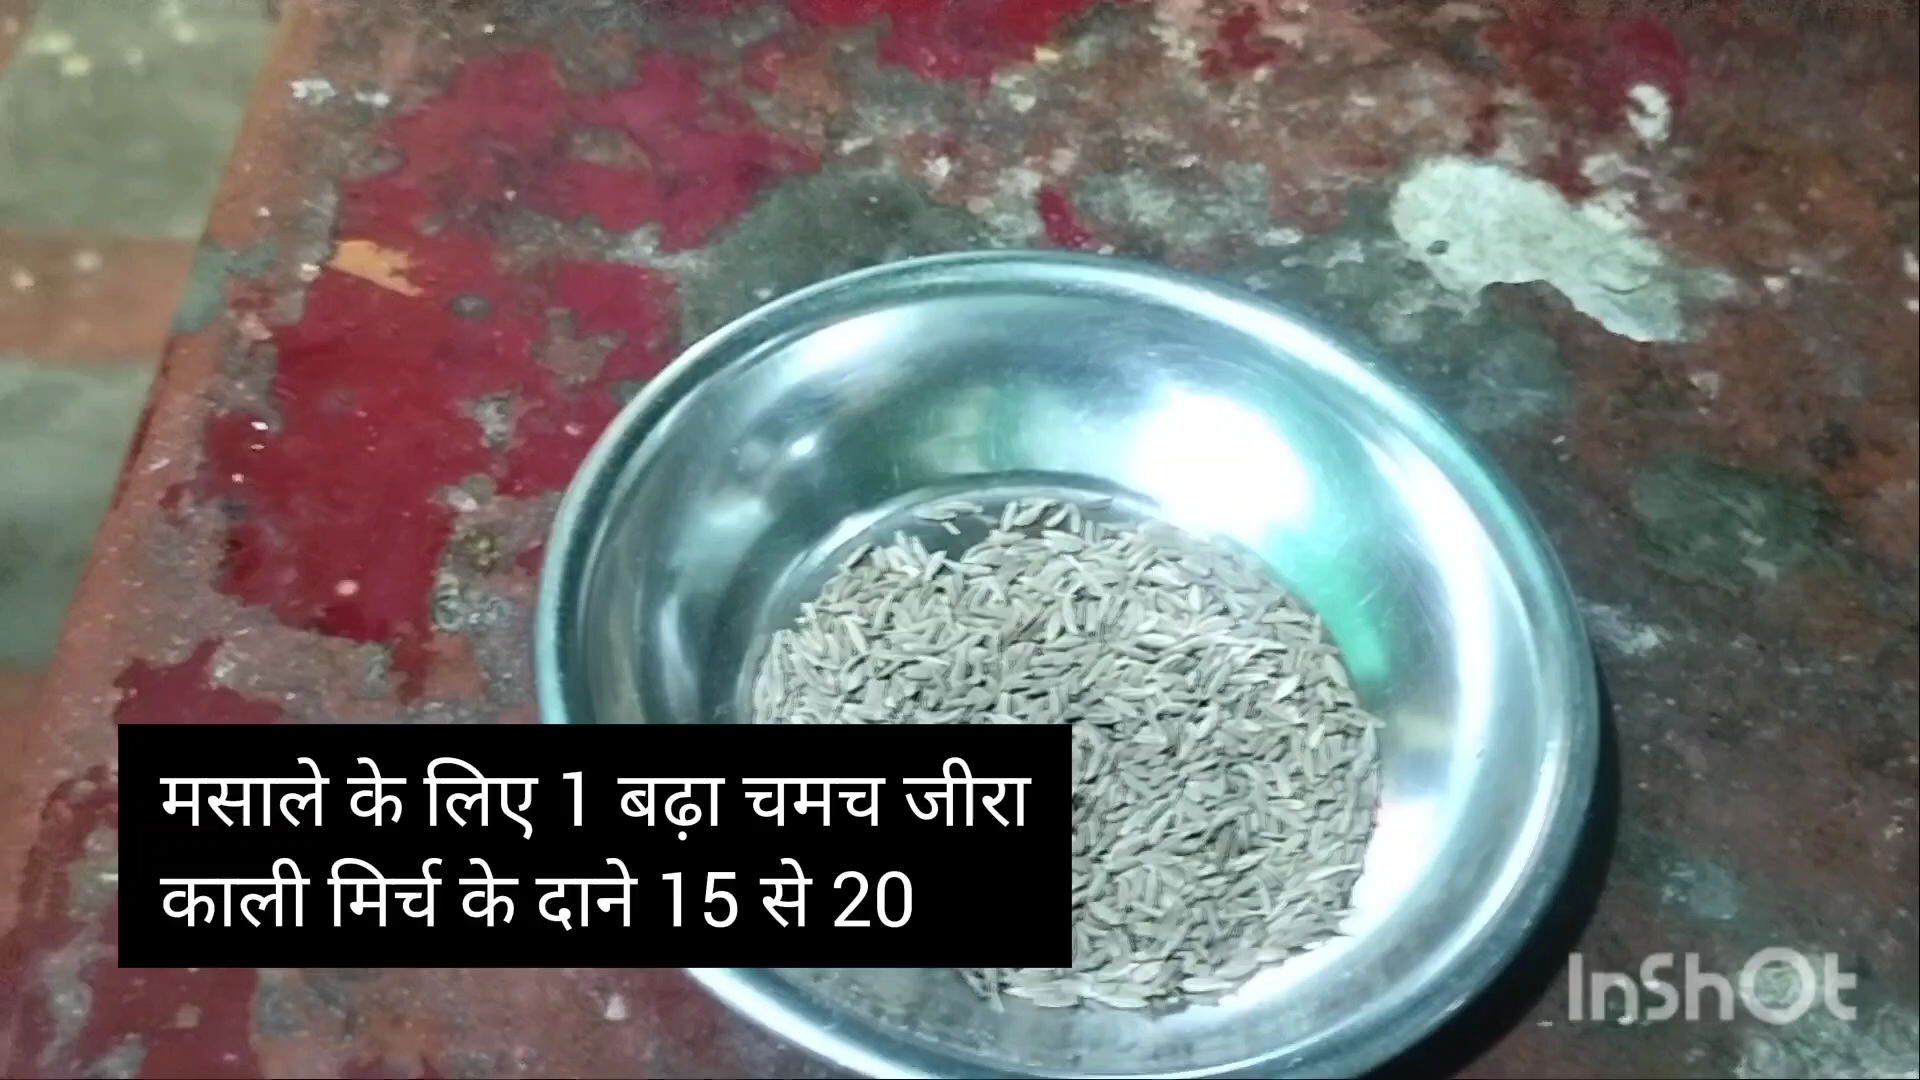 मसाले के लिए 1 बढ़ा चमच जीरा
काली मिर्च के दाने 15 से 20
InShOt